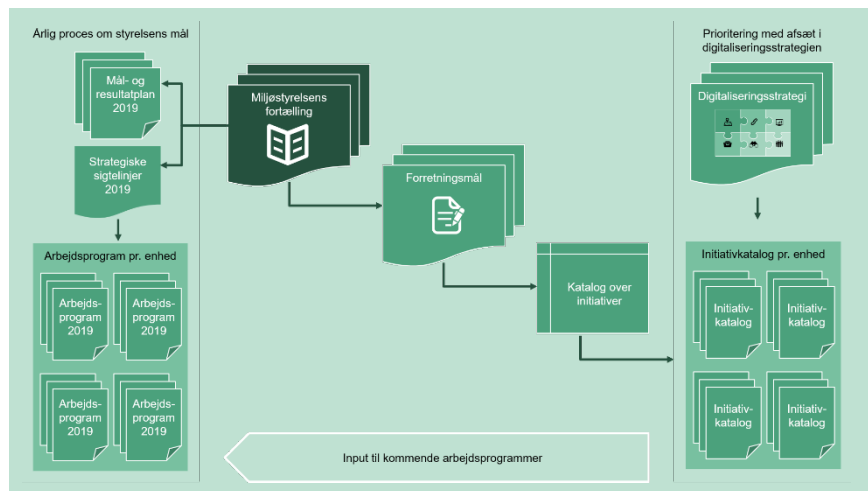 Årlig proces om styrelsens mål
Mål- og
resultatplan
2019
Strategiske
sigtelinjer
2019
Arbejdsprogram pr. enhed
Arbejds-
program
2019
Arbejds-
program
2019
Arbejds-
program
2019
Arbejds-
program
2019
Miljøstyrelsens
fortælling
Forretningsmål
Katalog over
initiativer
Input til kommende arbejdsprogrammer
Prioritering med afsæt i
digitaliseringsstrategien
Digitaliseringsstrategi
Initiativkatalog pr. enhed
Initiativ-
katalog
Initiativ-
katalog
Initiativ-
katalog
Initiativ-
katalog